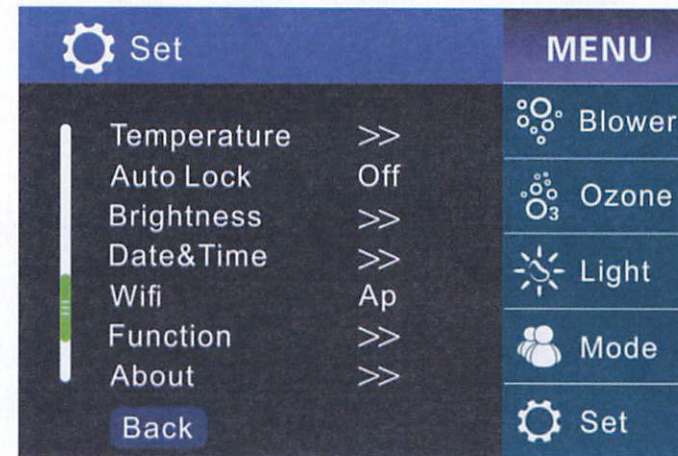 Set
Temperature >>
Auto Lock Off
Brightness >>
Date&Time >>
Wifi Ap
Function >>
About >>
Back
MENU
Blower
O3 Ozone
Light
Mode
Set